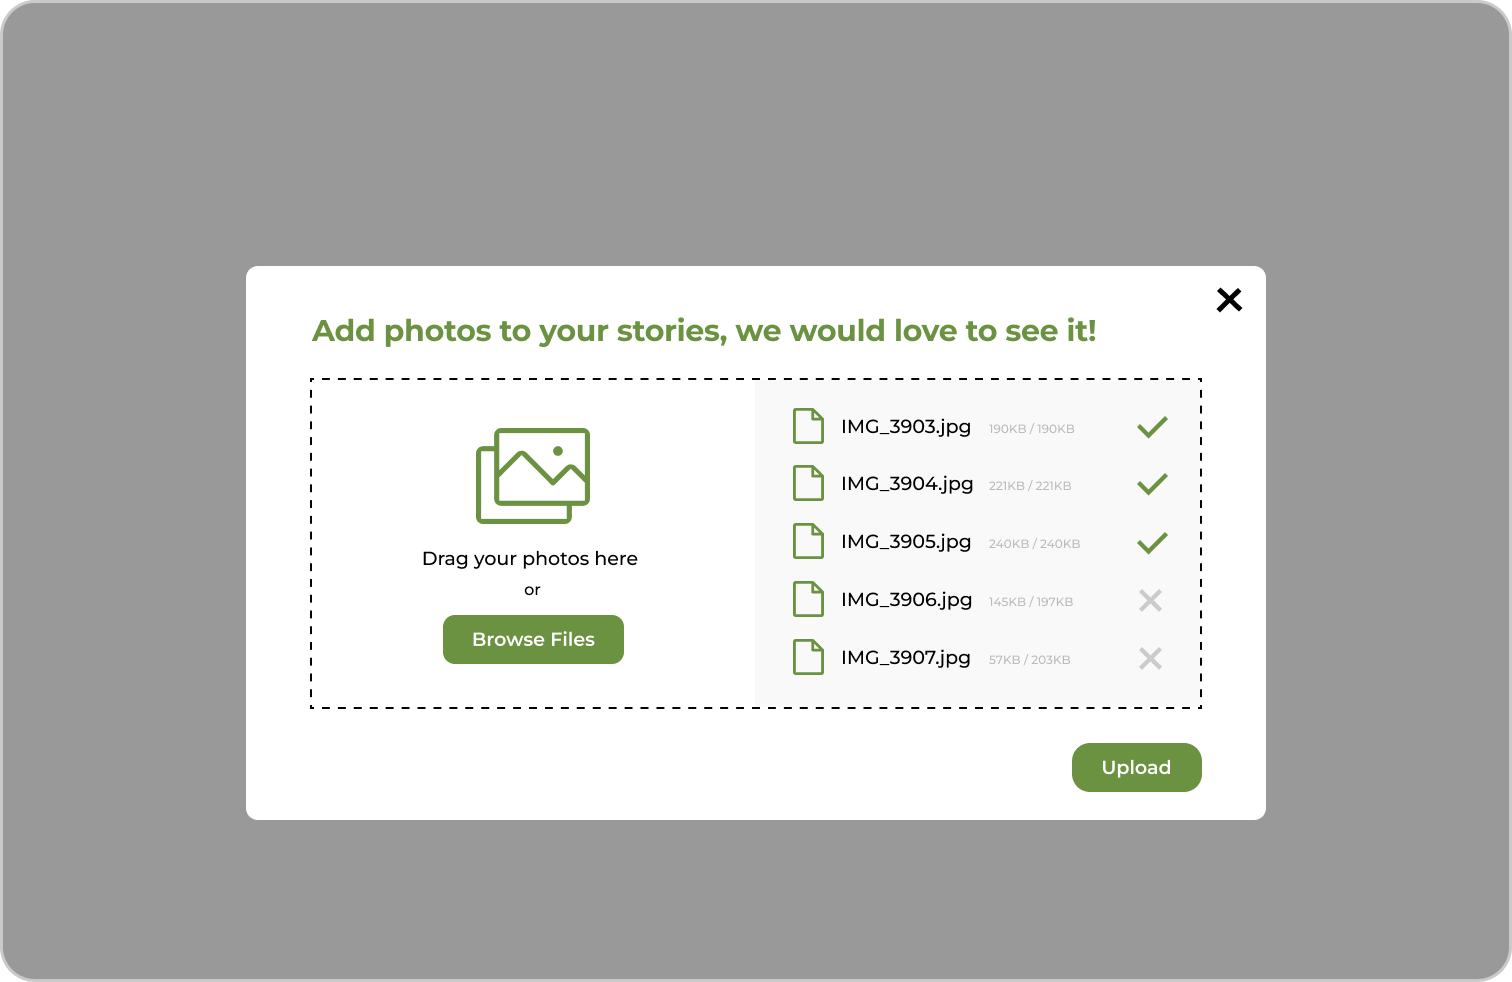 Add photos to your stories, we would love to see it!
Drag your photos here
or
Browse Files
IMG_3903.jpg 190KB / 190KB
IMG_3904.jpg 221KB / 221KB
IMG_3905.jpg 240KB / 240KB
IMG_3906.jpg 145KB / 197KB
IMG_3907.jpg 57KB / 203KB
Upload